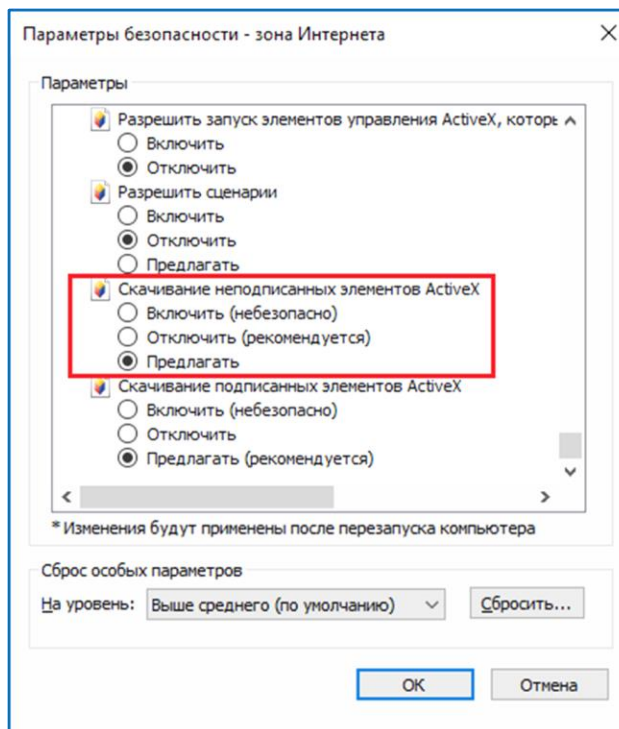 Параметры безопасности - зона Интернета
Параметры
Разрешить запуск элементов управления ActiveX, которы
Включить
Отключить
Разрешить сценарии
Включить
Отключить
Предлагать
Скачивание неподписанных элементов ActiveX
Включить (небезопасно)
Отключить (рекомендуется)
Предлагать
Скачивание подписанных элементов ActiveX
Включить (небезопасно)
Отключить
Предлагать (рекомендуется)
* Изменения будут применены после перезапуска компьютера
Сброс особых параметров
На уровень: Выше среднего (по умолчанию) Сбросить...
ОК Отмена